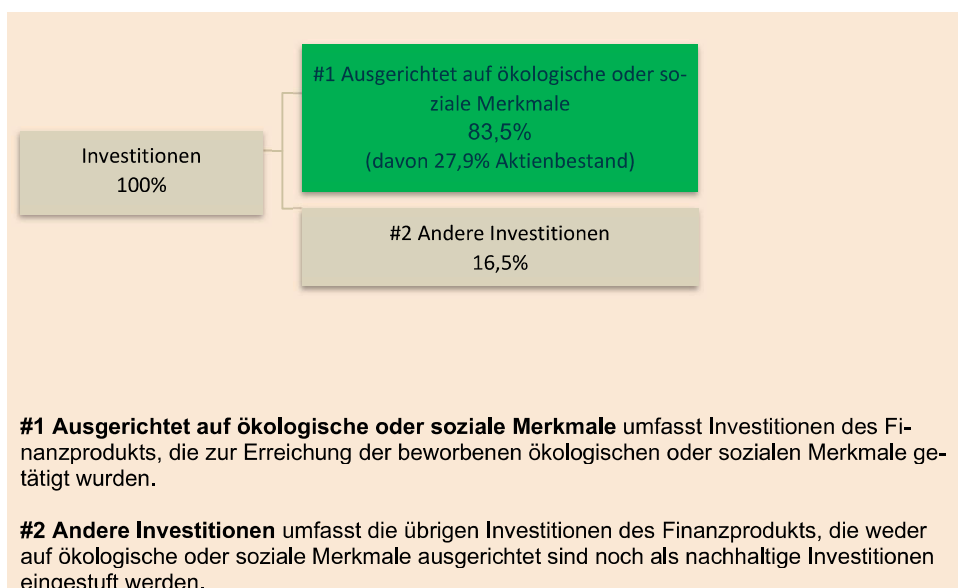 #1 Ausgerichtet auf ökologische oder so-
ziale Merkmale
83,5%
(davon 27,9% Aktienbestand)
Investitionen
100%
#2 Andere Investitionen
16,5%
#1 Ausgerichtet auf ökologische oder soziale Merkmale umfasst Investitionen des Fi-
nanzprodukts, die zur Erreichung der beworbenen ökologischen oder sozialen Merkmale ge-
tätigt wurden.
#2 Andere Investitionen umfasst die übrigen Investitionen des Finanzprodukts, die weder
auf ökologische oder soziale Merkmale ausgerichtet sind noch als nachhaltige Investitionen
eingestuft werden.